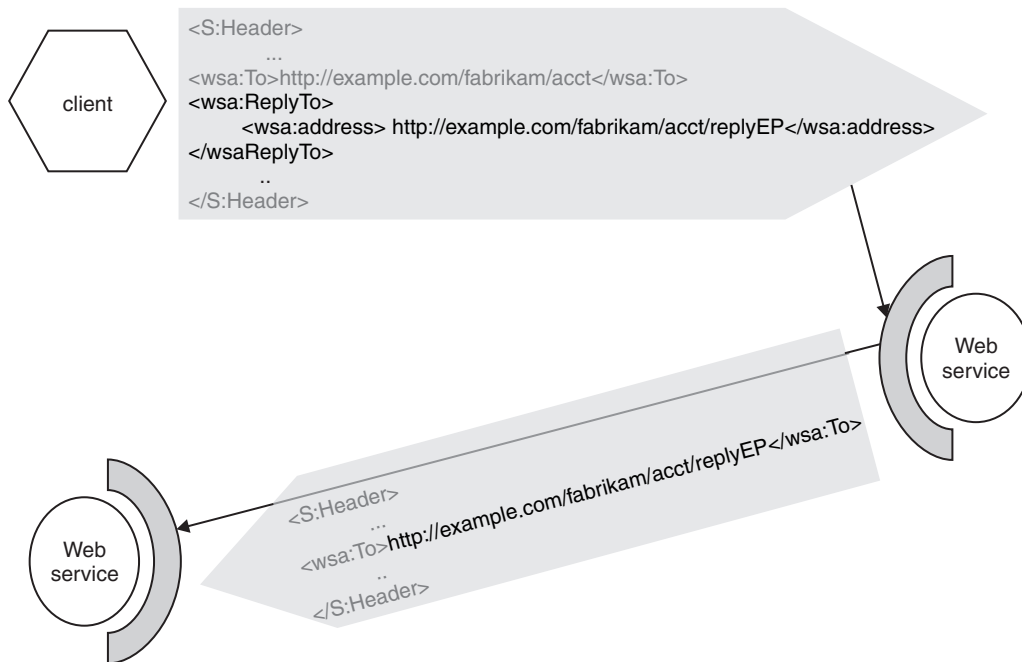 client
<S:Header>
...
<wsa:To>http://example.com/fabrikam/acct</wsa:To>
<wsa:ReplyTo>
<wsa:address> http://example.com/fabrikam/acct/replyEP</wsa:address>
</wsaReplyTo>
..
</S:Header>
Web
service
<S:Header>
...
<wsa:To>http://example.com/fabrikam/acct/replyEP</wsa:To>
..
</S:Header>
Web
service